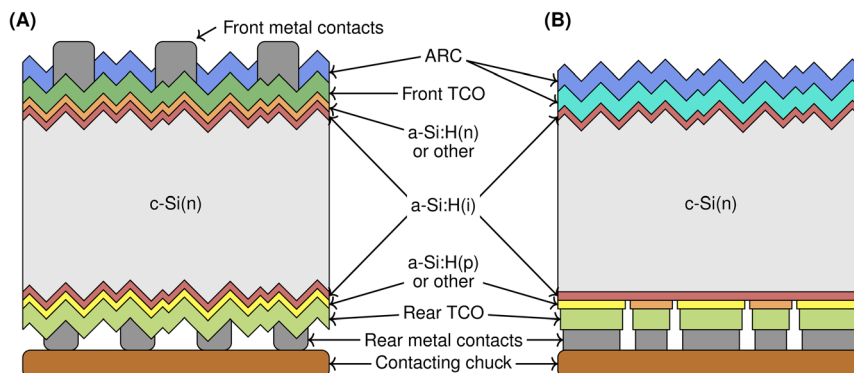 (A)
(B)
Front metal contacts
ARC
Front TCO
a-Si:H(n)
or other
c-Si(n)
a-Si:H(i)
c-Si(n)
a-Si:H(p)
or other
Rear TCO
Rear metal contacts
Contacting chuck